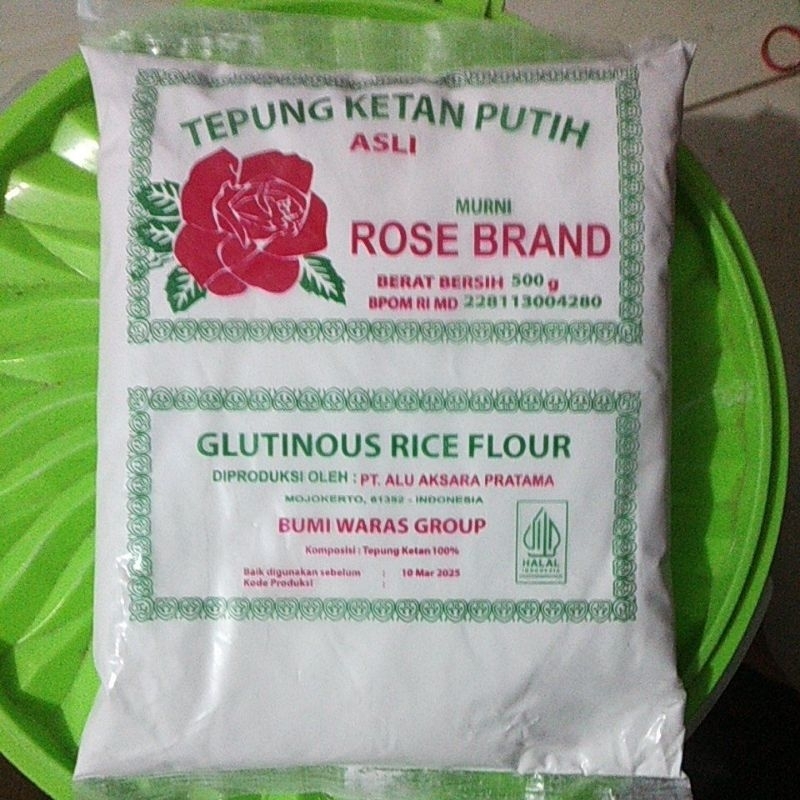 TEPUNG KETAN PUTIH
ASLI
MURNI
ROSE BRAND
BERAT BERSIH 500 g
BPOM RI MD 228113004280
GLUTINOUS RICE FLOUR
DIPRODUKSI OLEH : PT. ALU AKSARA PRATAMA
MOJOKERTO, 61352 - INDONESIA
BUMI WARAS GROUP
Komposisi : Tepung Ketan 100%
Baik digunakan sebelum : 10 Mar 2025
Kode Produksi :
HALAL
INDONESIA